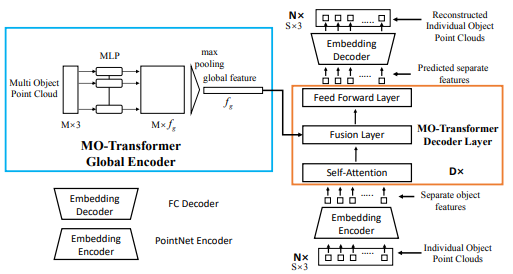 Multi Object
Point Cloud
MLP
M×3
M×fg
max
pooling
global feature
fg
MO-Transformer
Global Encoder
Embedding
Decoder
FC Decoder
Embedding
Encoder
PointNet Encoder
N×
S×3
.....
Reconstructed
Individual Object
Point Clouds
Embedding
Decoder
.....
Predicted separate
features
Feed Forward Layer
Fusion Layer
MO-Transformer
Decoder Layer
Self-Attention
D×
.....
Separate object
features
Embedding
Encoder
N×
S×3
.....
Individual Object
Point Clouds